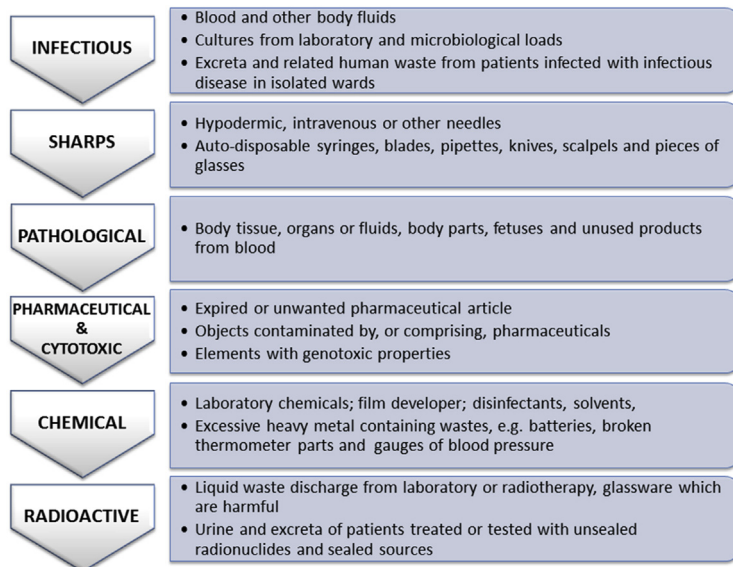 INFECTIOUS
• Blood and other body fluids
• Cultures from laboratory and microbiological loads
• Excreta and related human waste from patients infected with infectious
disease in isolated wards
SHARPS
• Hypodermic, intravenous or other needles
• Auto-disposable syringes, blades, pipettes, knives, scalpels and pieces of
glasses
PATHOLOGICAL
• Body tissue, organs or fluids, body parts, fetuses and unused products
from blood
PHARMACEUTICAL
&
CYTOTOXIC
• Expired or unwanted pharmaceutical article
• Objects contaminated by, or comprising, pharmaceuticals
• Elements with genotoxic properties
CHEMICAL
• Laboratory chemicals; film developer; disinfectants, solvents,
• Excessive heavy metal containing wastes, e.g. batteries, broken
thermometer parts and gauges of blood pressure
RADIOACTIVE
• Liquid waste discharge from laboratory or radiotherapy, glassware which
are harmful
• Urine and excreta of patients treated or tested with unsealed
radionuclides and sealed sources